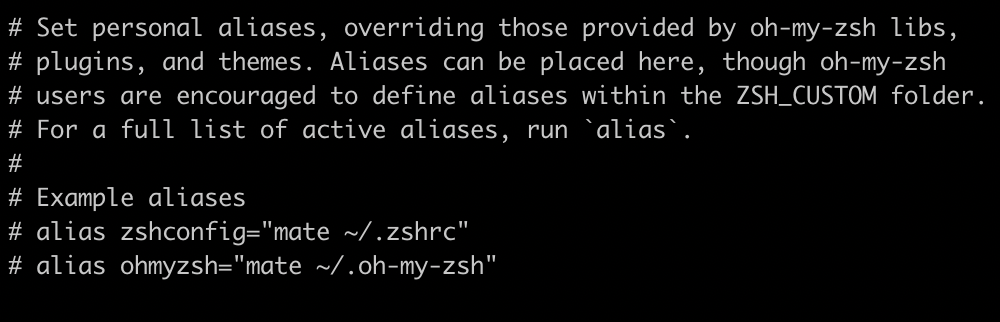 # Set personal aliases, overriding those provided by oh-my-zsh libs,
# plugins, and themes. Aliases can be placed here, though oh-my-zsh
# users are encouraged to define aliases within the ZSH_CUSTOM folder.
# For a full list of active aliases, run `alias`.
#
# Example aliases
# alias zshconfig="mate ~/.zshrc"
# alias ohmyzsh="mate ~/.oh-my-zsh"